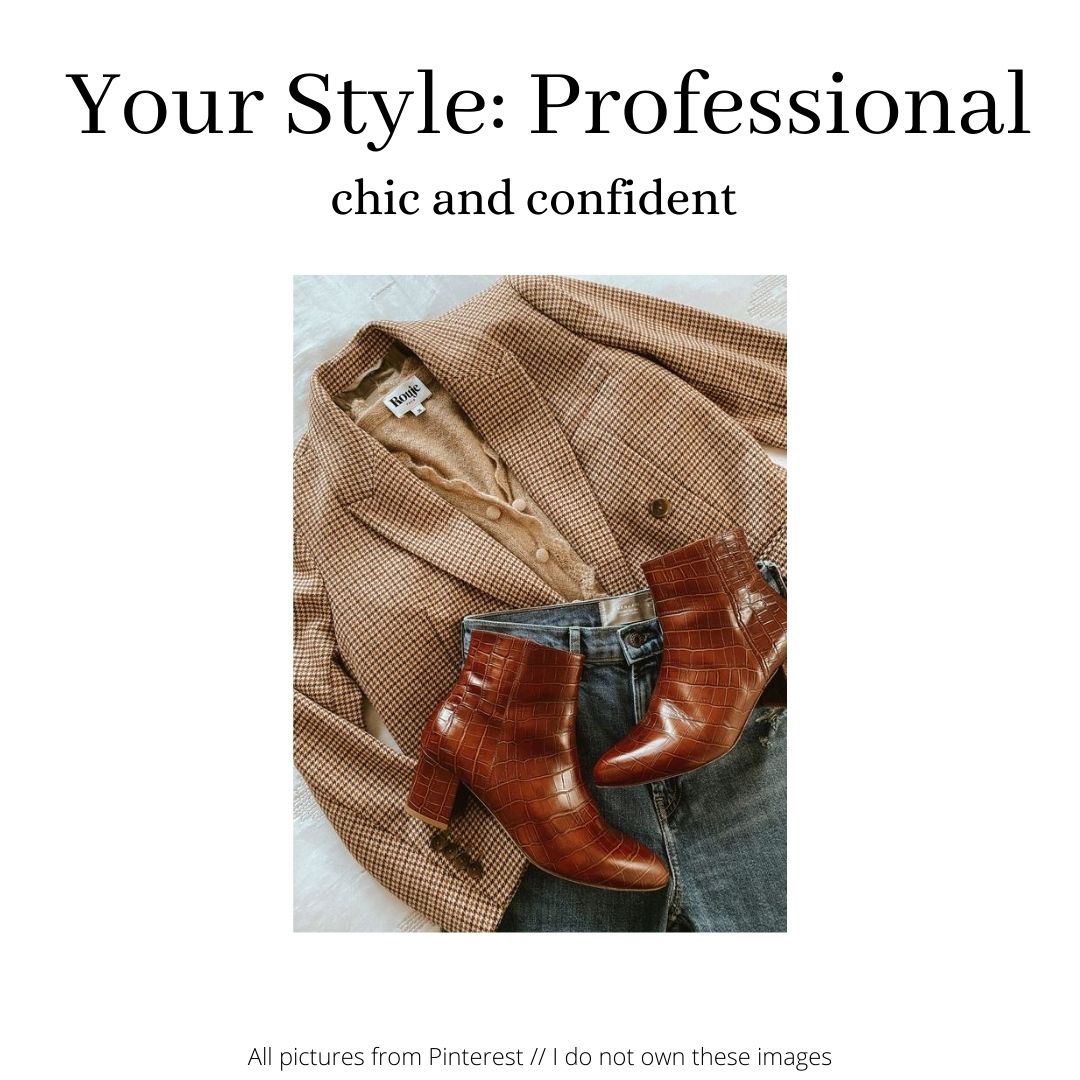 Your Style: Professional
chic and confident
Rouje
All pictures from Pinterest // I do not own these images